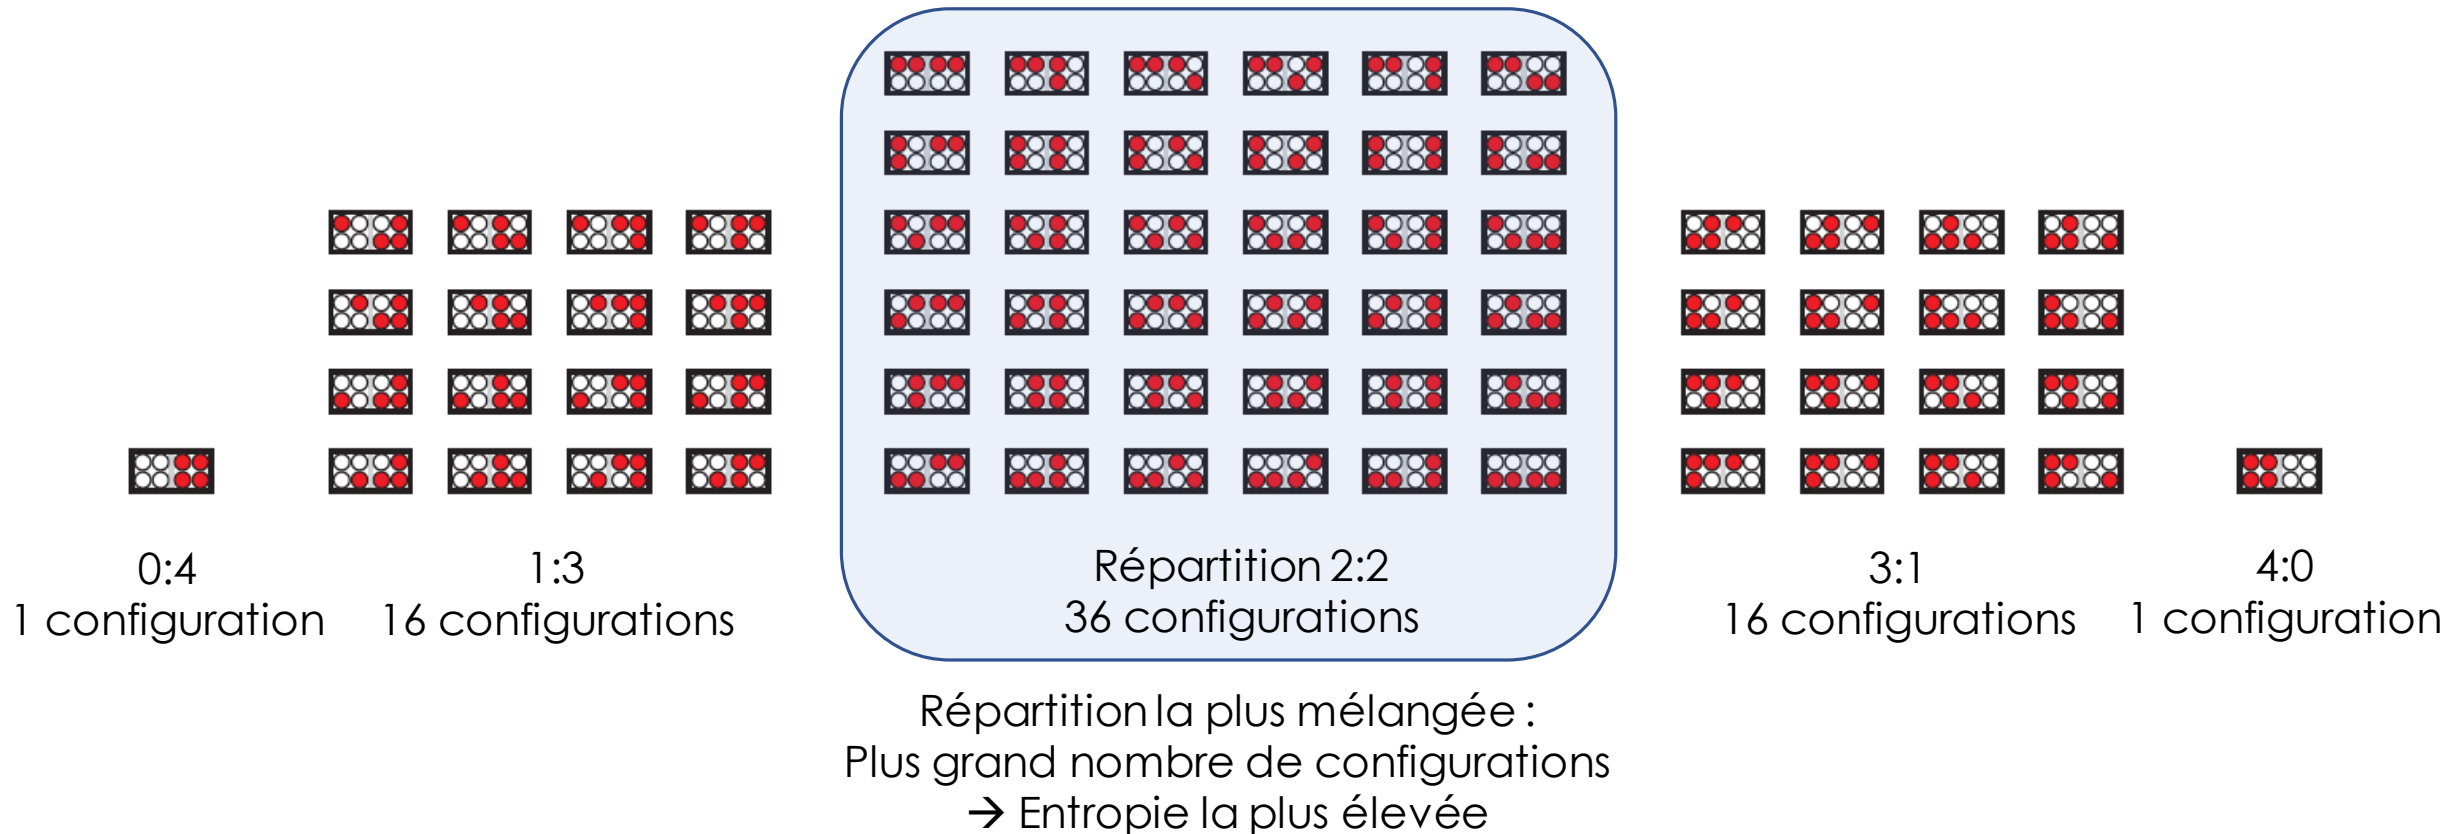 0:4
1 configuration
1:3
16 configurations
Répartition 2:2
36 configurations
3:1
16 configurations
4:0
1 configuration
Répartition la plus mélangée :
Plus grand nombre de configurations
→ Entropie la plus élevée